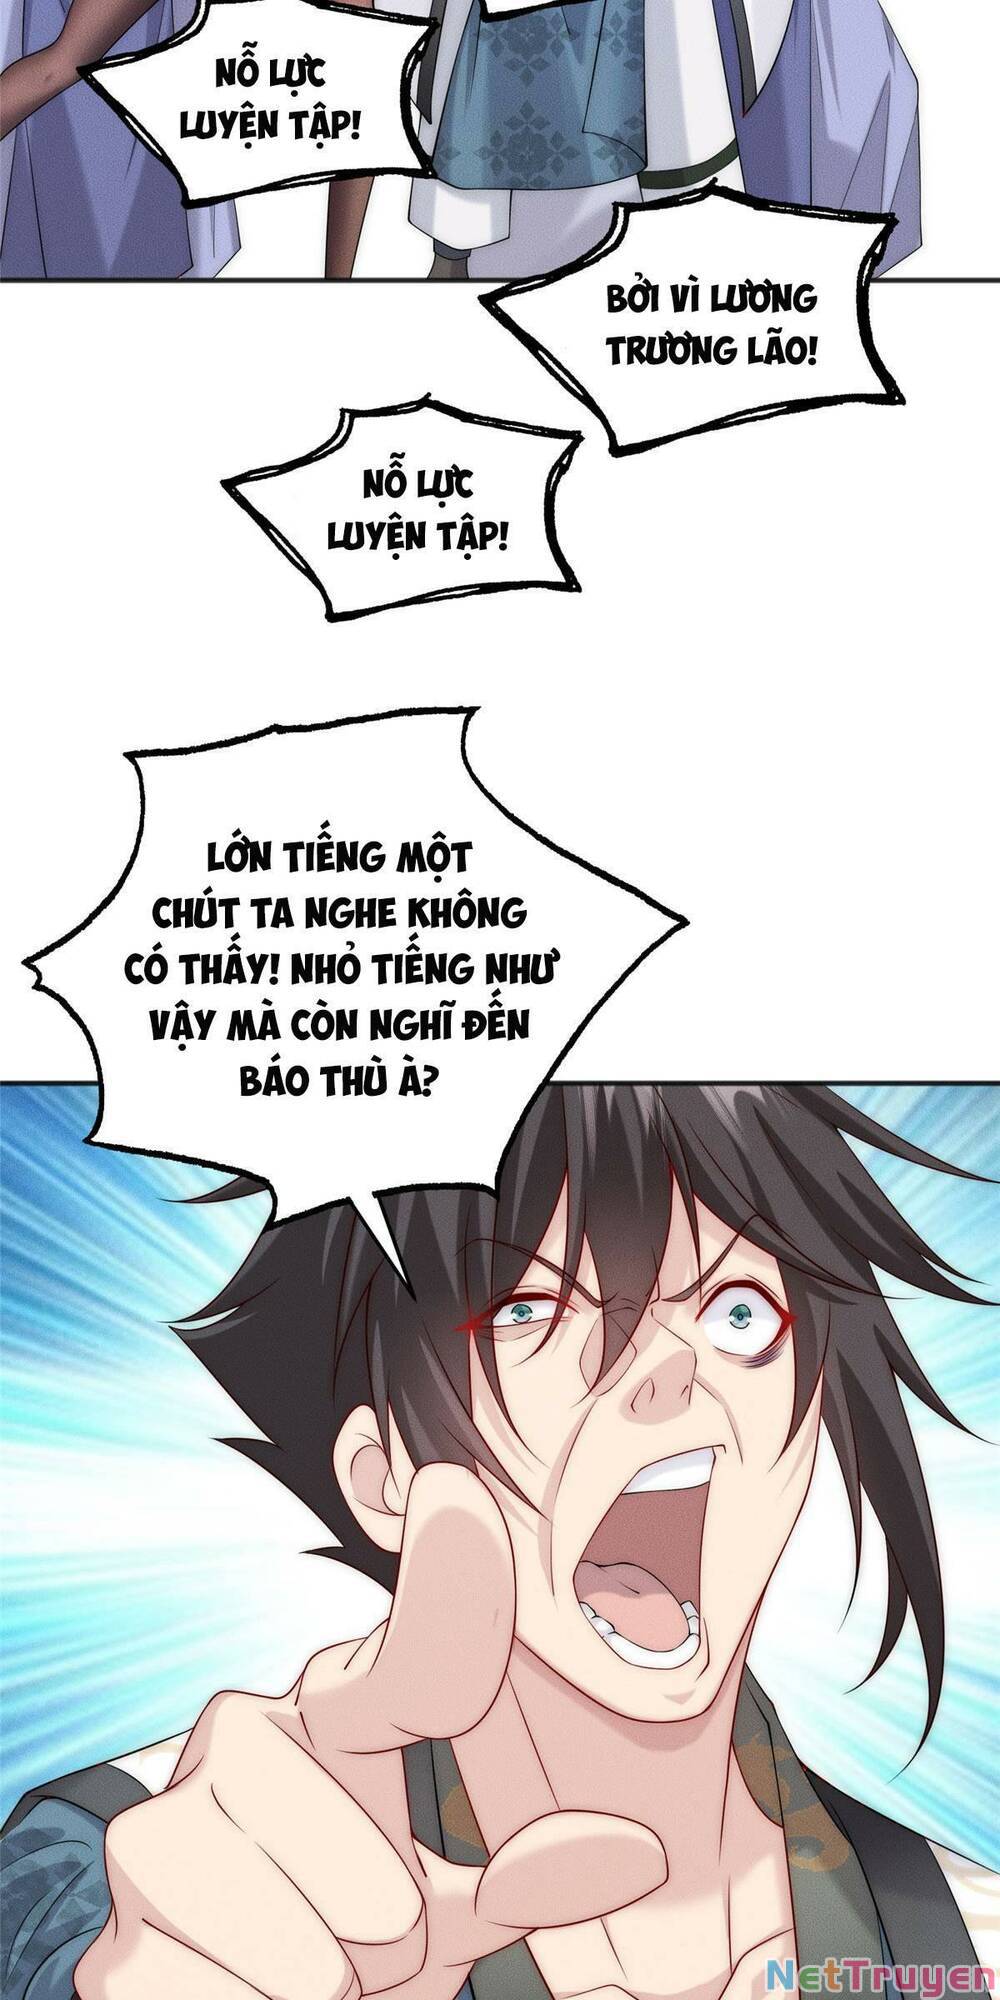 NỖ LỰC
LUYỆN TẬP!
BỞI VÌ LƯƠNG
TRƯƠNG LÃO!
NỖ LỰC
LUYỆN TẬP!
LỚN TIẾNG MỘT
CHÚT TA NGHE KHÔNG
CÓ THẤY! NHỎ TIẾNG NHƯ
VẬY MÀ CÒN NGHĨ ĐẾN
BÁO THÙ À?
NetTruyen